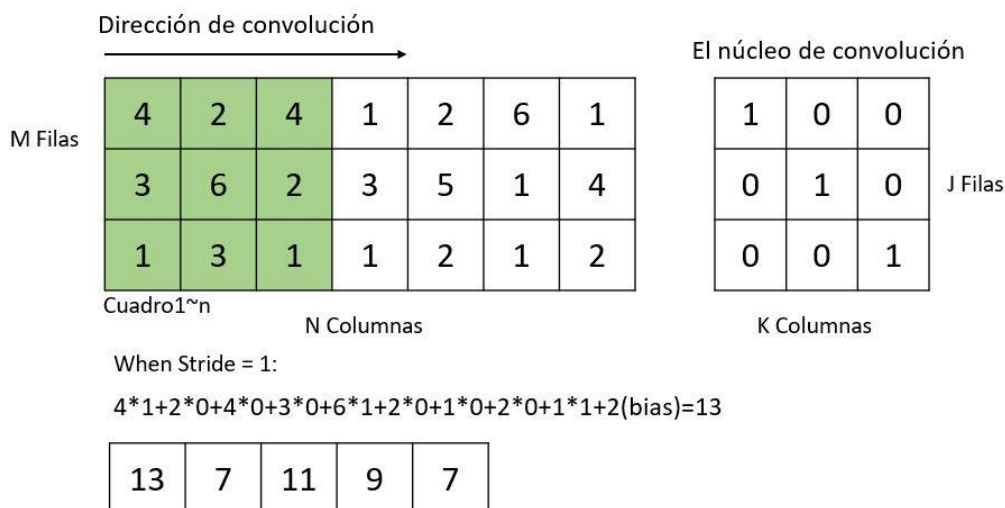 Dirección de convolución
El núcleo de convolución
M Filas
4 2 4 1 2 6 1
3 6 2 3 5 1 4
1 3 1 1 2 1 2
1 0 0
0 1 0
0 0 1
J Filas
Cuadro1~n
N Columnas
K Columnas
When Stride = 1:
4*1+2*0+4*0+3*0+6*1+2*0+1*0+2*0+1*1+2(bias)=13
13 7 11 9 7